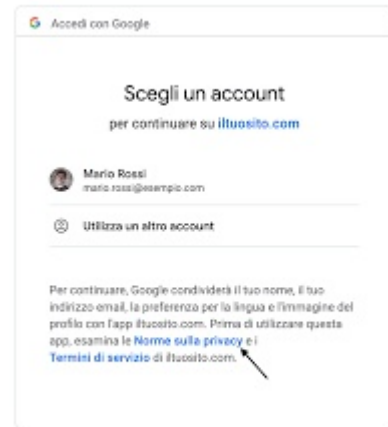 Accedi con Google
Scegli un account
per continuare su iltuosito.com
Mario Rossi
mario.rossi@esempio.com
Utilizza un altro account
Per continuare, Google condividerà il tuo nome, il tuo
indirizzo email, la preferenza per la lingua e l'immagine del
profilo con l'app iltuosito.com. Prima di utilizzare questa
app, esamina le Norme sulla privacy e i
Termini di servizio di iltuosito.com.